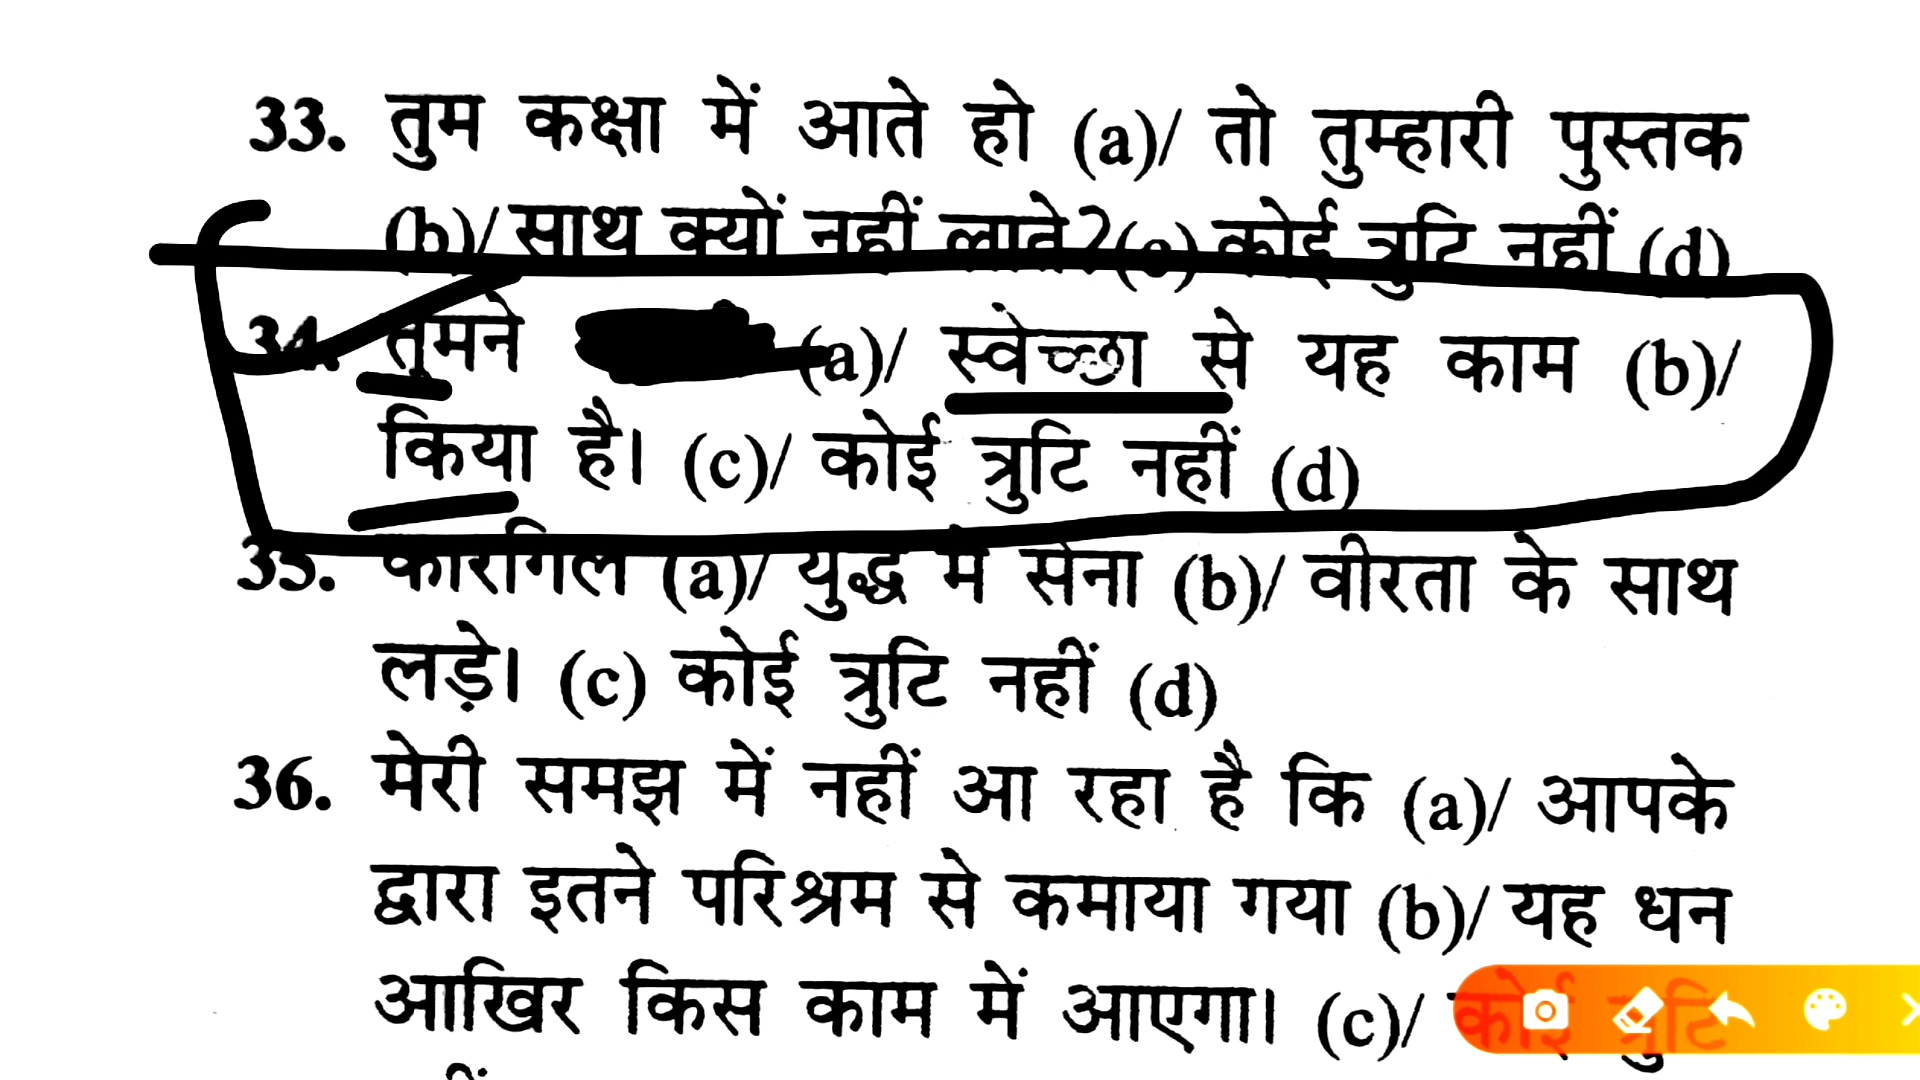 33. तुम कक्षा में आते हो (a)/ तो तुम्हारी पुस्तक
(b)/ साथ क्यों नहीं लाते?(c) कोई त्रुटि नहीं (d)
34. तुमने (a)/ स्वेच्छा से यह काम (b)/
किया है। (c)/ कोई त्रुटि नहीं (d)
35. कारगिल (a)/ युद्ध में सेना (b)/ वीरता के साथ
लड़े। (c) कोई त्रुटि नहीं (d)
36. मेरी समझ में नहीं आ रहा है कि (a)/ आपके
द्वारा इतने परिश्रम से कमाया गया (b)/ यह धन
आखिर किस काम में आएगा। (c)/ कोई त्रुटि